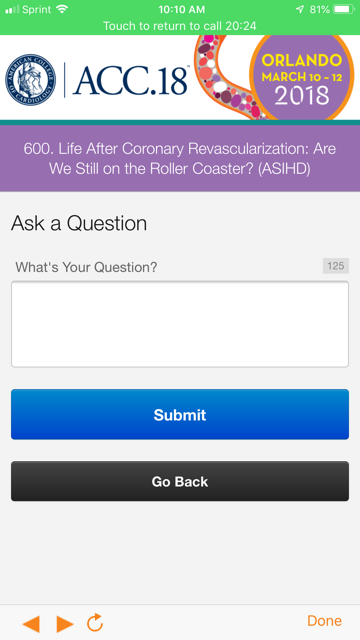 Sprint 10:10 AM 81%
Touch to return to call 20:24
AMERICAN COLLEGE OF CARDIOLOGY
ACC.18™
ORLANDO
MARCH 10 – 12
2018
600. Life After Coronary Revascularization: Are
We Still on the Roller Coaster? (ASIHD)
Ask a Question
What's Your Question? 125
Submit
Go Back
Done